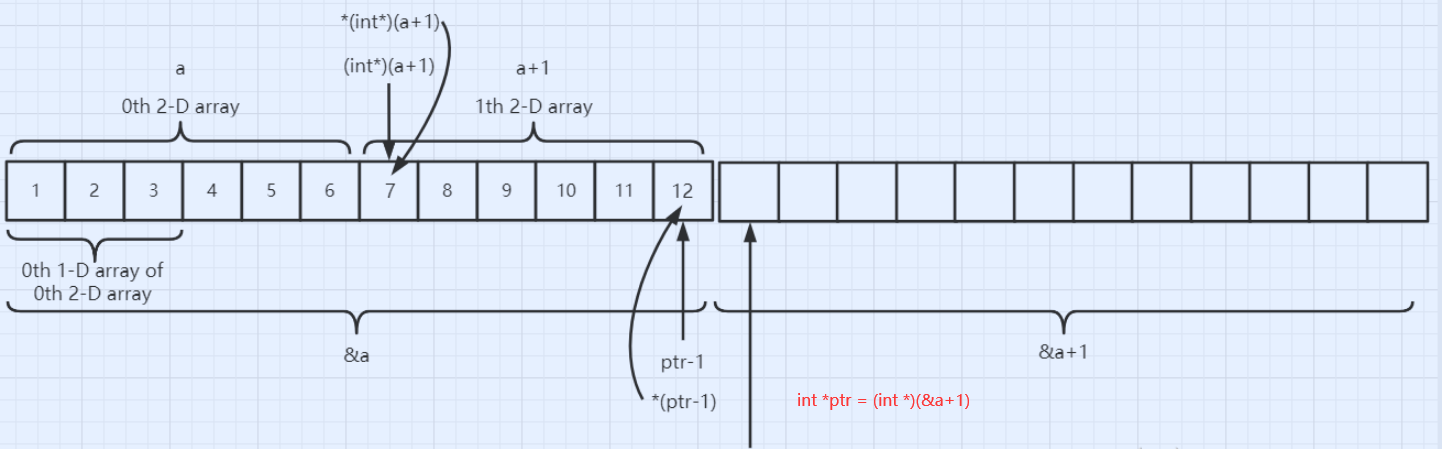 *(int*)(a+1)
(int*)(a+1)
a
a+1
0th 2-D array
1th 2-D array
1 2 3 4 5 6 7 8 9 10 11 12
0th 1-D array of
0th 2-D array
&a
&a+1
ptr-1
*(ptr-1)
int *ptr = (int *)(&a+1)